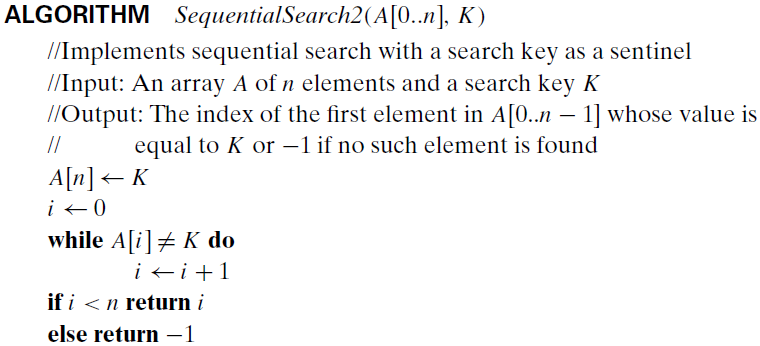 ALGORITHM SequentialSearch2(A[0..n], K)
//Implements sequential search with a search key as a sentinel
//Input: An array A of n elements and a search key K
//Output: The index of the first element in A[0..n − 1] whose value is
// equal to K or −1 if no such element is found
A[n] ← K
i ← 0
while A[i] ≠ K do
i ← i + 1
if i < n return i
else return −1